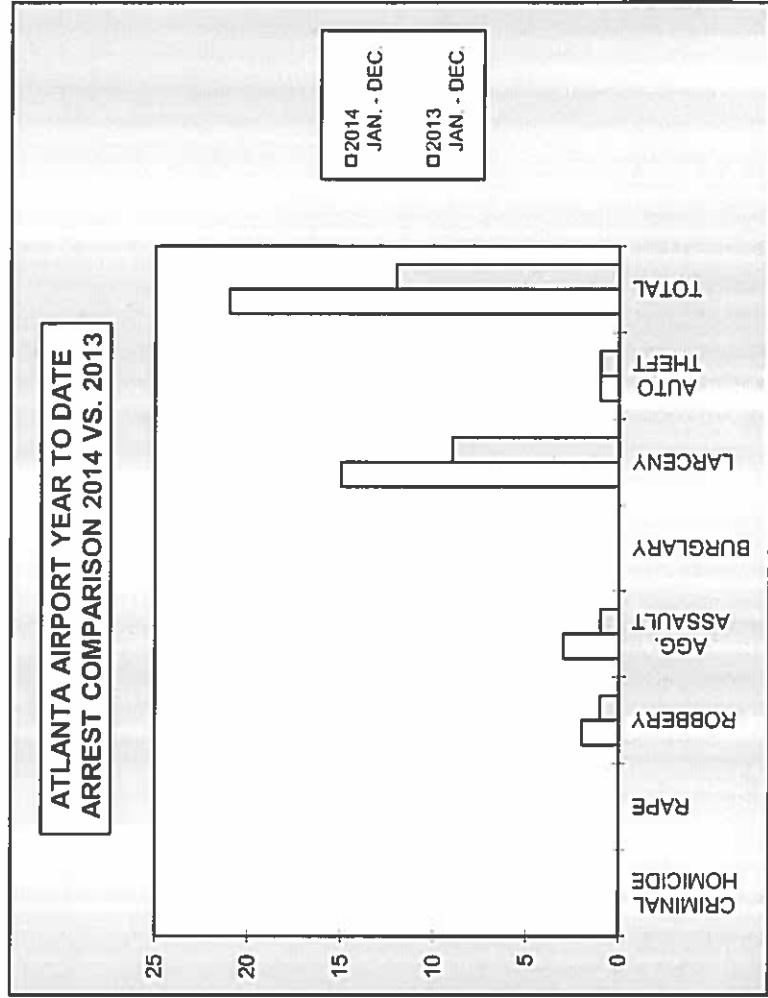 ATLANTA AIRPORT YEAR TO DATE
ARREST COMPARISON 2014 VS. 2013
25
20
15
10
5
0
CRIMINAL
HOMICIDE
RAPE
ROBBERY
AGG.
ASSAULT
BURGLARY
LARCENY
AUTO
THEFT
TOTAL
2014
JAN. - DEC.
2013
JAN. - DEC.